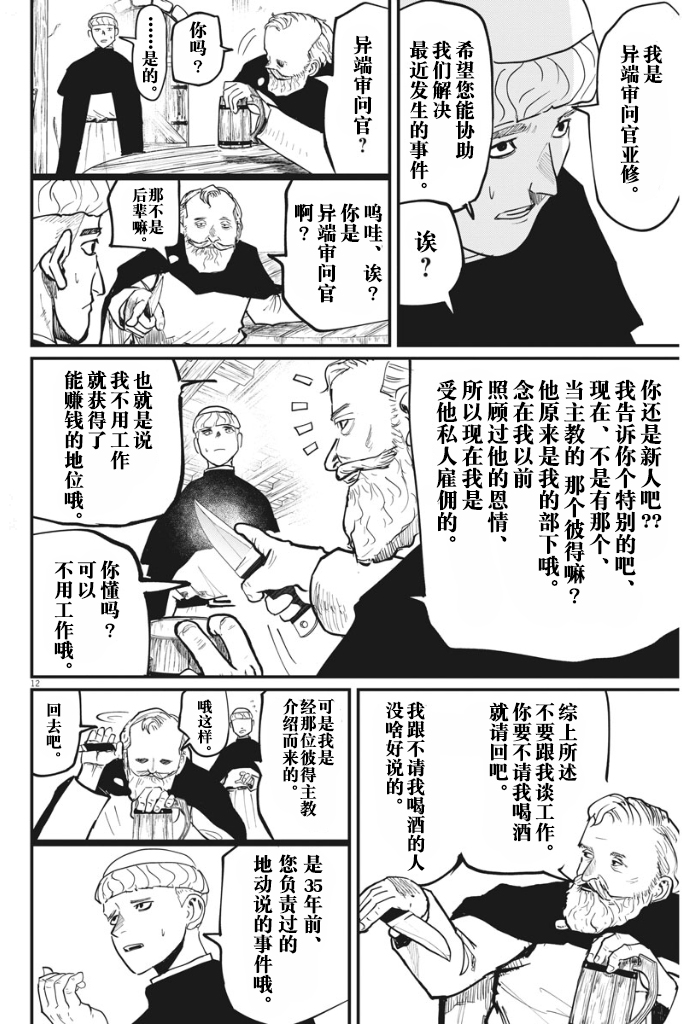 我是
异端审问官亚修。
希望您能协助
我们解决
最近发生的事件。
诶？
异端审问官？
你吗？
……是的。
呜哇、诶？
你是
异端审问官
啊？
那不是
后辈嘛。
你还是新人吧??
我告诉你个特别的吧、
现在、不是有那个、
当主教的 那个彼得嘛?
他原来是我的部下哦。
念在我以前
照顾过他的恩情、
所以现在我是
受他私人雇佣的。
也就是说
我不用工作
就获得了
能赚钱的地位哦。
你懂吗？
可以
不用工作哦。
12
综上所述
不要跟我谈工作。
你要不请我喝酒
就请回吧。
我跟不请我喝酒的人
没啥好说的。
可是我是
经那位彼得主教
介绍而来的。
哦这样。
回去吧。
是 35年前、
您负责过的
地动说的事件哦。